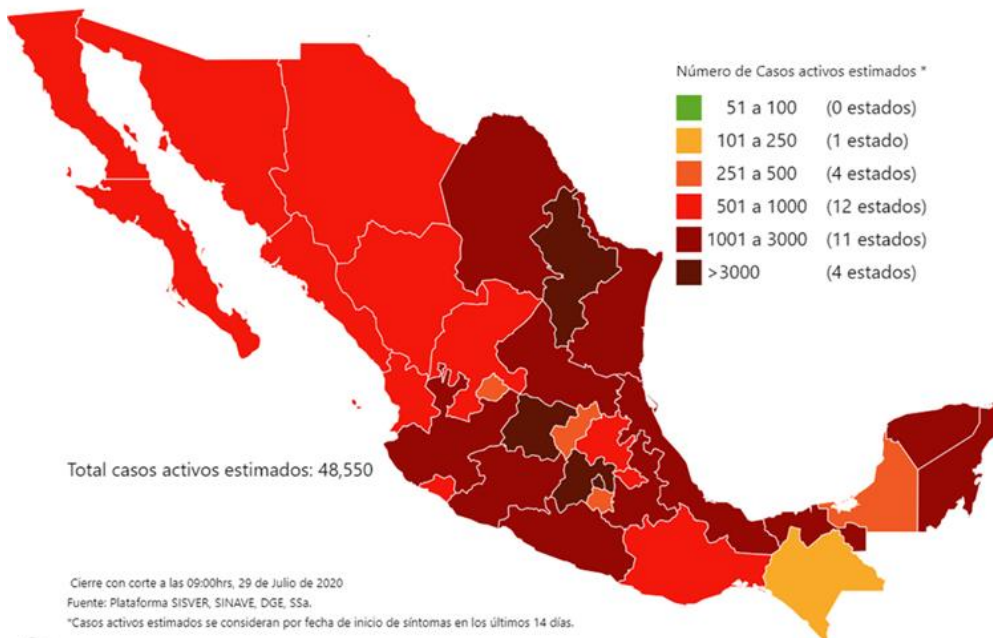 Número de Casos activos estimados *
51 a 100 (0 estados)
101 a 250 (1 estado)
251 a 500 (4 estados)
501 a 1000 (12 estados)
1001 a 3000 (11 estados)
>3000 (4 estados)
Total casos activos estimados: 48,550
Cierre con corte a las 09:00hrs, 29 de Julio de 2020
Fuente: Plataforma SISVER, SINAVE, DGE, SSa.
*Casos activos estimados se consideran por fecha de inicio de síntomas en los últimos 14 días.